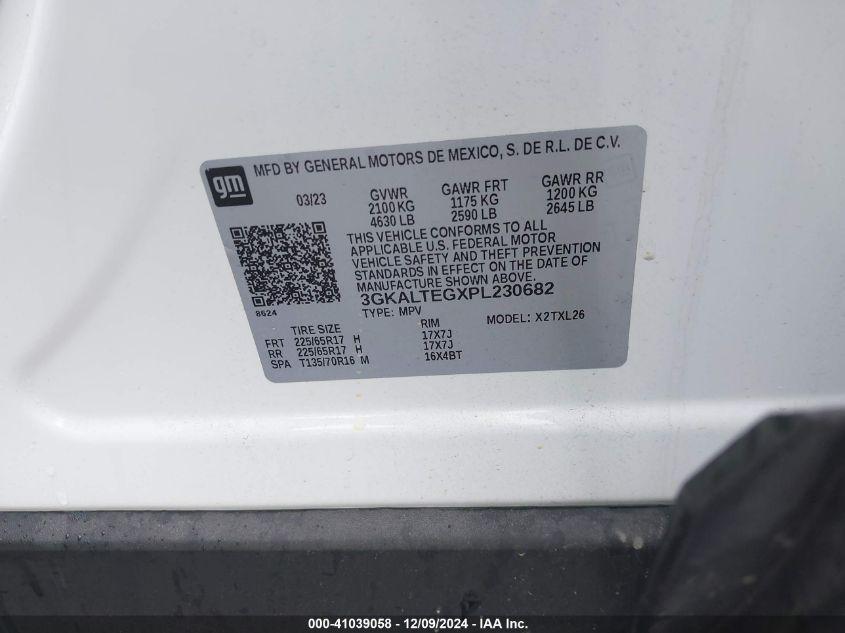 gm
MFD BY GENERAL MOTORS DE MEXICO, S. DE R.L. DE C.V.
03/23 GVWR GAWR FRT GAWR RR
2100 KG 1175 KG 1200 KG
4630 LB 2590 LB 2645 LB
THIS VEHICLE CONFORMS TO ALL
APPLICABLE U.S. FEDERAL MOTOR
VEHICLE SAFETY AND THEFT PREVENTION
STANDARDS IN EFFECT ON THE DATE OF
MANUFACTURE SHOWN ABOVE.
3GKALTEGXPL230682
8624
TYPE: MPV MODEL: X2TXL26
TIRE SIZE RIM
FRT 225/65R17 H 17X7J
RR 225/65R17 H 17X7J
SPA T135/70R16 M 16X4BT
000-41039058 - 12/09/2024 - IAA Inc.